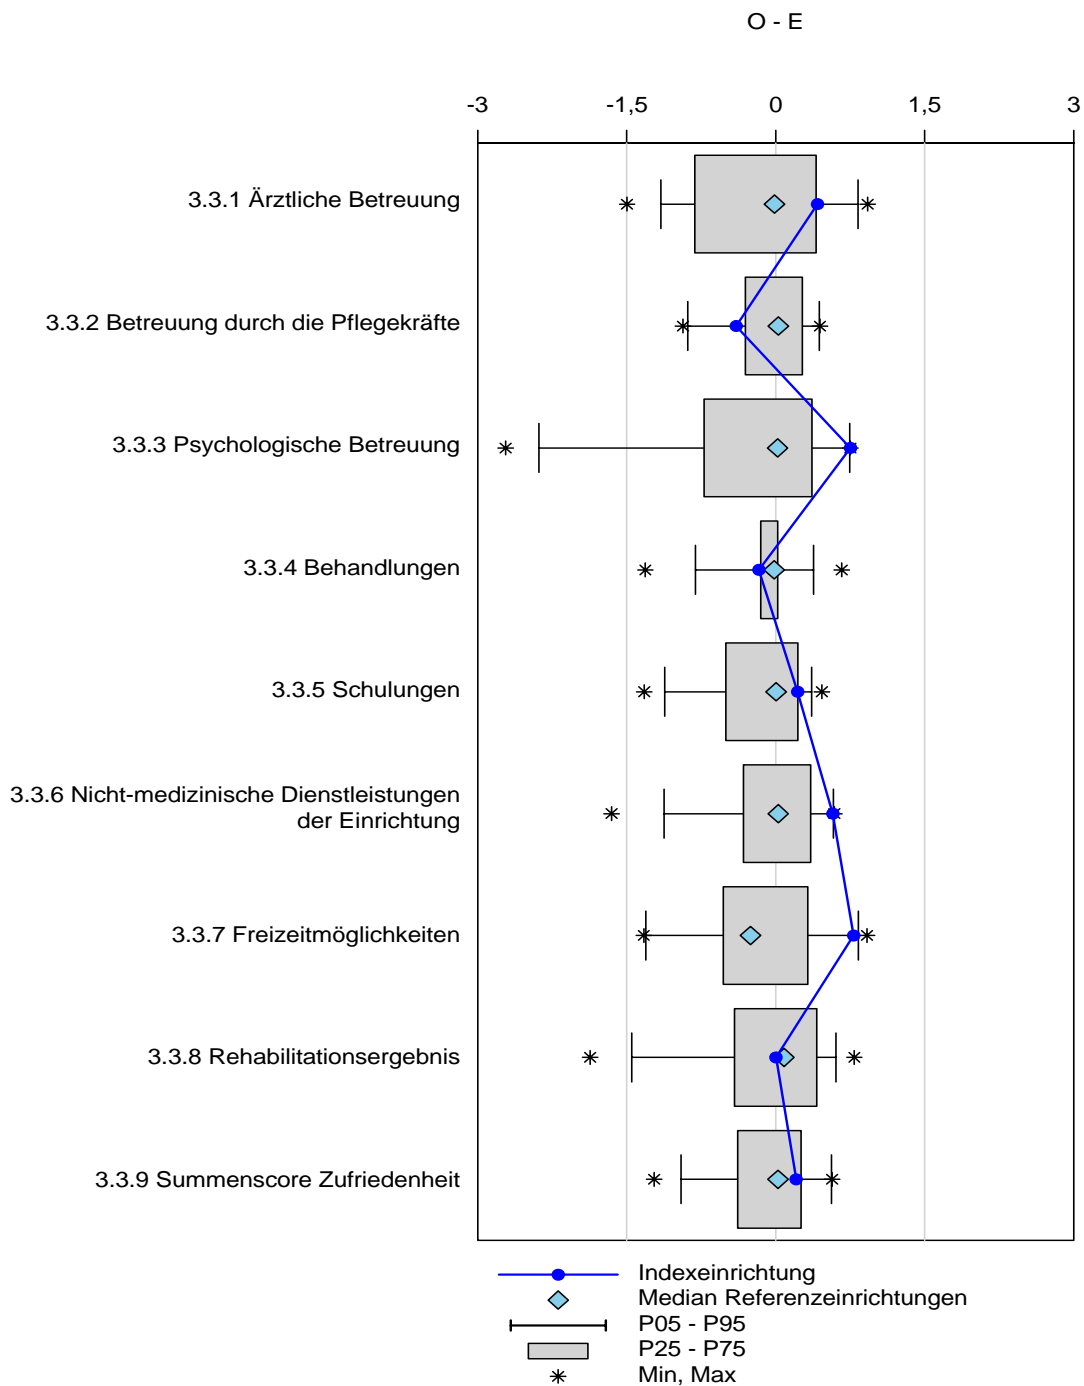 O - E
-3 -1,5 0 1,5 3
3.3.1 Ärztliche Betreuung
3.3.2 Betreuung durch die Pflegekräfte
3.3.3 Psychologische Betreuung
3.3.4 Behandlungen
3.3.5 Schulungen
3.3.6 Nicht-medizinische Dienstleistungen
der Einrichtung
3.3.7 Freizeitmöglichkeiten
3.3.8 Rehabilitationsergebnis
3.3.9 Summenscore Zufriedenheit
Indexeinrichtung
Median Referenzeinrichtungen
P05 - P95
P25 - P75
Min, Max